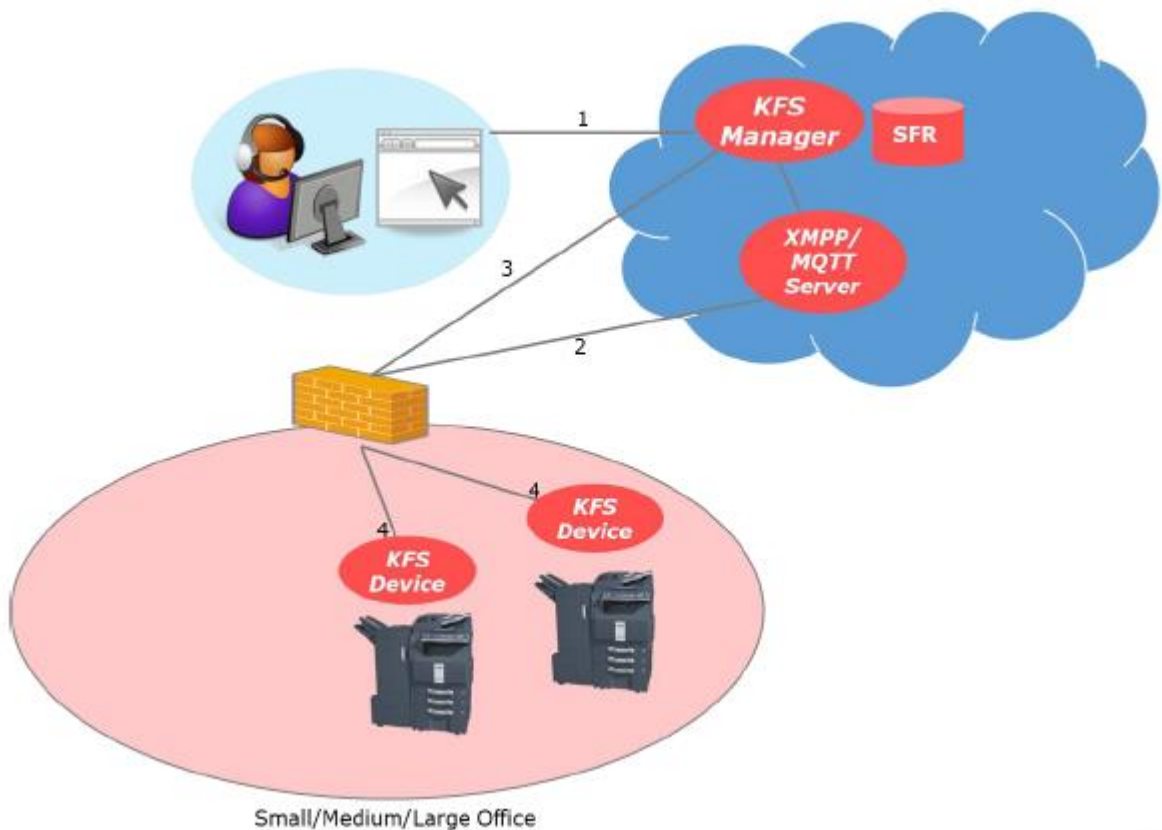 1
KFS
Manager
SFR
XMPP/
MQTT
Server
3
2
4
KFS
Device
4
KFS
Device
Small/Medium/Large Office